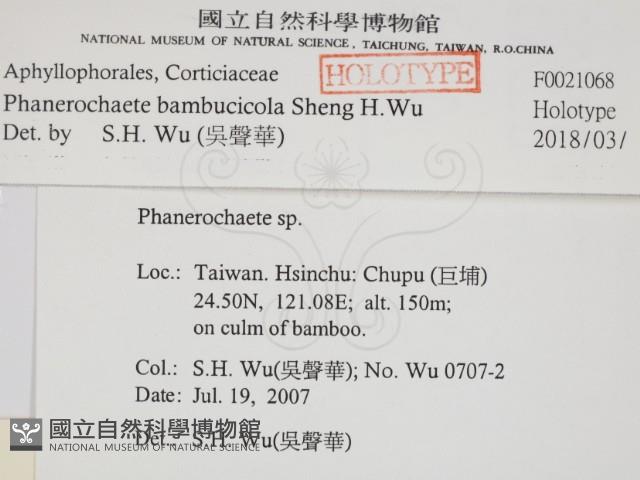 國立自然科學博物館
NATIONAL MUSEUM OF NATURAL SCIENCE, TAICHUNG, TAIWAN, R.O.CHINA
Aphyllophorales, Corticiaceae HOLOTYPE F0021068
Phanerochaete bambucicola Sheng H.Wu Holotype
Det. by S.H. Wu (吳聲華) 2018/03/
Phanerochaete sp.
Loc.: Taiwan. Hsinchu: Chupu (巨埔)
24.50N, 121.08E; alt. 150m;
on culm of bamboo.
Col.: S.H. Wu(吳聲華); No. Wu 0707-2
Date: Jul. 19, 2007
Det.: S.H. Wu(吳聲華)
國立自然科學博物館
NATIONAL MUSEUM OF NATURAL SCIENCE